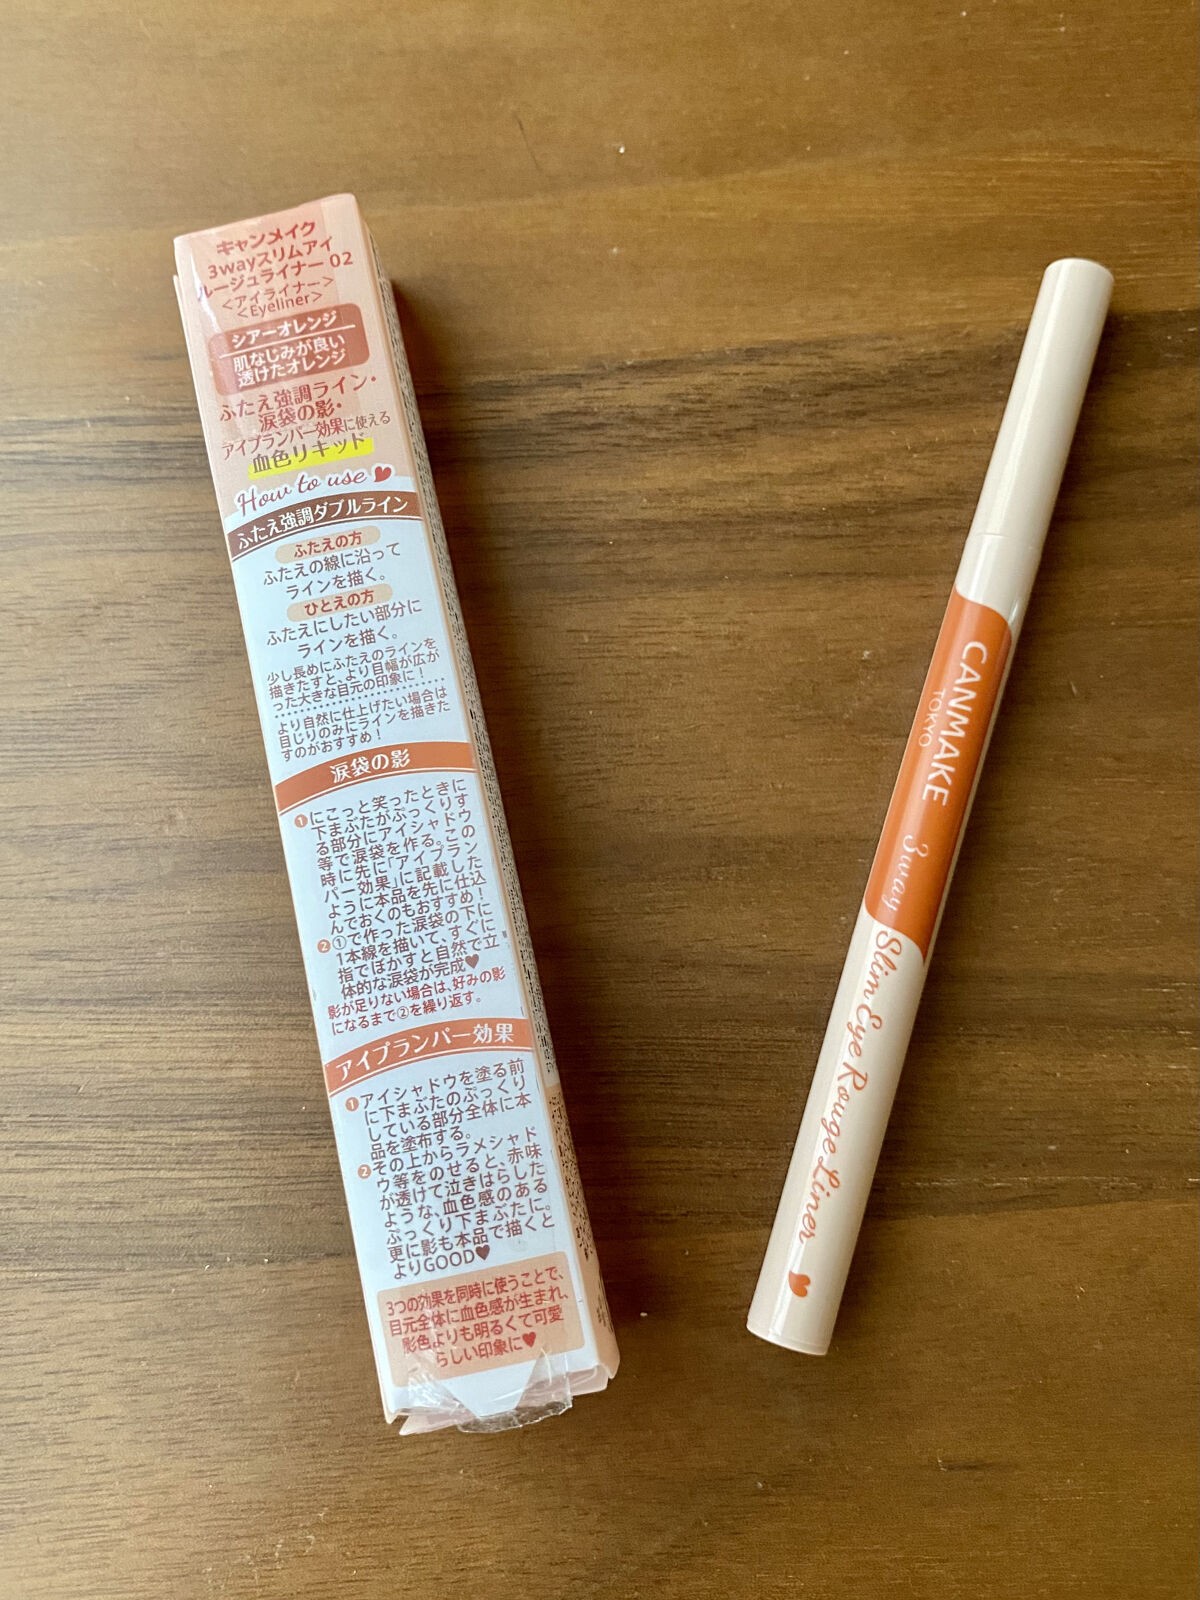 キャンメイク
3wayスリムアイ
ルージュライナー 02
<アイライナー>
<Eyeliner>
シアーオレンジ
肌なじみが良い
透けたオレンジ
ふたえ強調ライン・
涙袋の影・
アイプランパー効果に使える
血色リキッド
How to use
ふたえ強調ダブルライン
ふたえの方
ふたえの線に沿って
ラインを描く。
ひとえの方
ふたえにしたい部分に
ラインを描く。
少し長めにふたえのラインを
描きたすと、より目幅が広が
った大きな目元の印象に!
より自然に仕上げたい場合は
目じりのみにラインを描きた
すのがおすすめ!
涙袋の影
❶にこっと笑ったときに
下まぶたがぷっくりす
る部分にアイシャドウ
等で涙袋を作る。この
時に先に「アイプラン
パー効果」に記載した
ように本品を先に仕込
んでおくのもおすすめ!
❷①で作った涙袋の下に
1本線を描いて、すぐに
指でぼかすと自然で立
体的な涙袋が完成♥
影が足りない場合は、好みの影
になるまで②を繰り返す。
アイプランパー効果
❶アイシャドウを塗る前
に下まぶたのぷっくり
している部分全体に本
品を塗布する。
❷その上からラメシャド
ウ等をのせると、赤味
が透けて泣きはらした
ような、血色感のある
ぷっくり下まぶたに。
更に影も本品で描くと
よりGOOD♥
3つの効果を同時に使うことで、
目元全体に血色感が生まれ、
影色よりも明るくて可愛
らしい印象に♥
CANMAKE
TOKYO
3way Slim Eye Rouge Liner